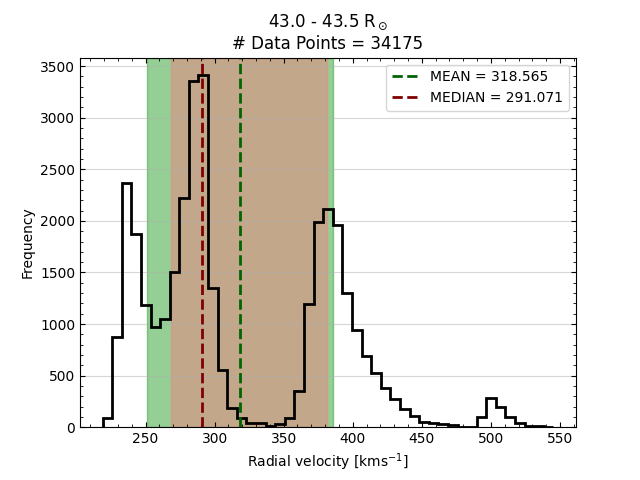 43.0 - 43.5 R⊙
# Data Points = 34175
MEAN = 318.565
MEDIAN = 291.071
3500
3000
2500
2000
1500
1000
500
0
Frequency
250 300 350 400 450 500 550
Radial velocity [kms⁻¹]